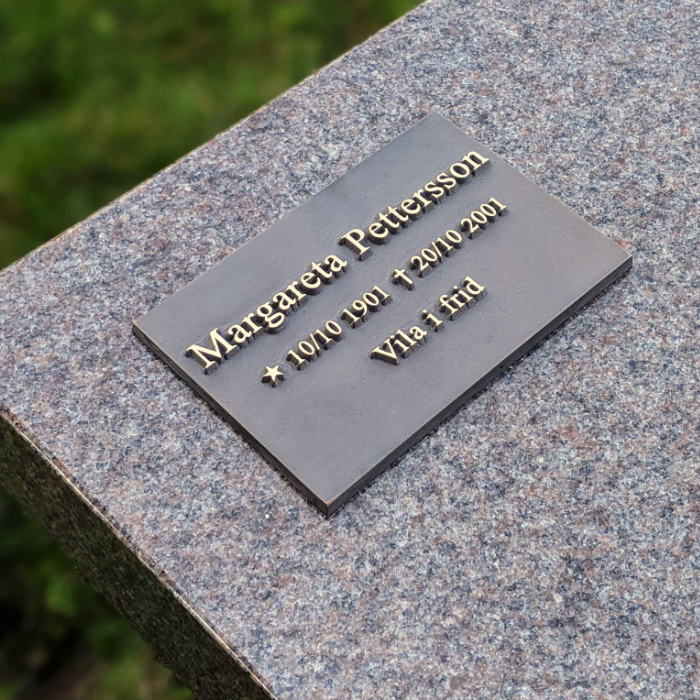 Margareta Pettersson
★ 10/10 1901 † 20/10 2001
Vila i frid